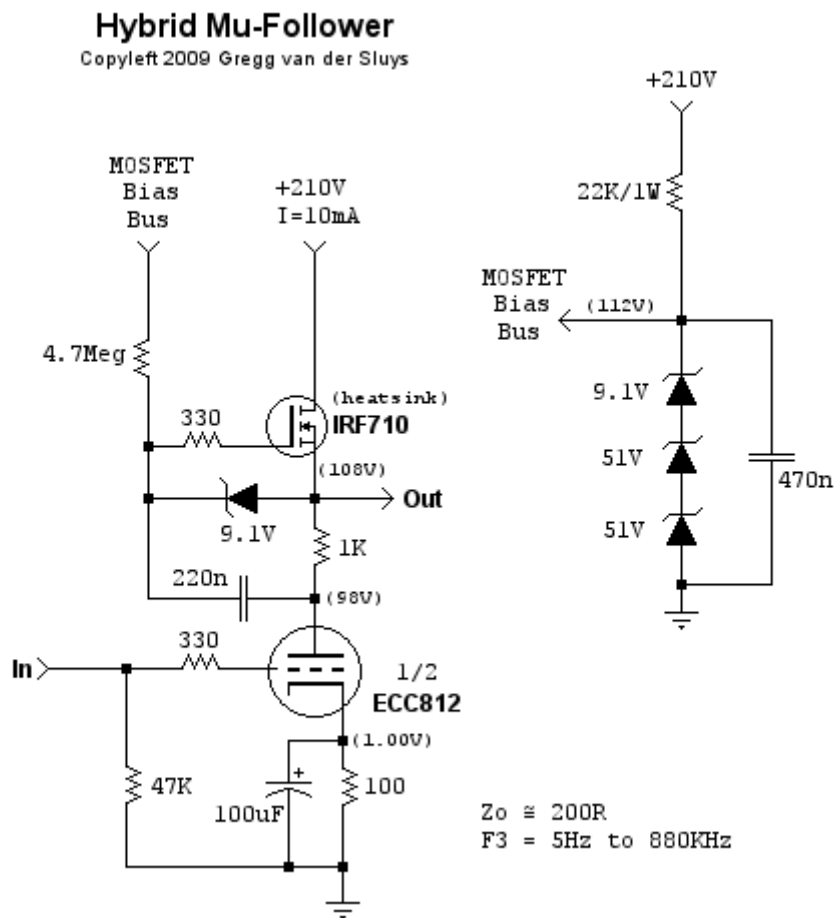 Hybrid Mu-Follower
Copyleft 2009 Gregg van der Sluys
+210V
MOSFET
Bias
Bus
+210V
I=10mA
22K/1W
MOSFET
Bias
Bus
(112V)
4.7Meg
(heatsink)
IRF710
330
9.1V
(108V)
51V
470n
Out
9.1V
1K
51V
220n
(98V)
330
In
1/2
ECC812
(1.00V)
47K
+
100uF
100
Zo ≅ 200R
F3 = 5Hz to 880KHz